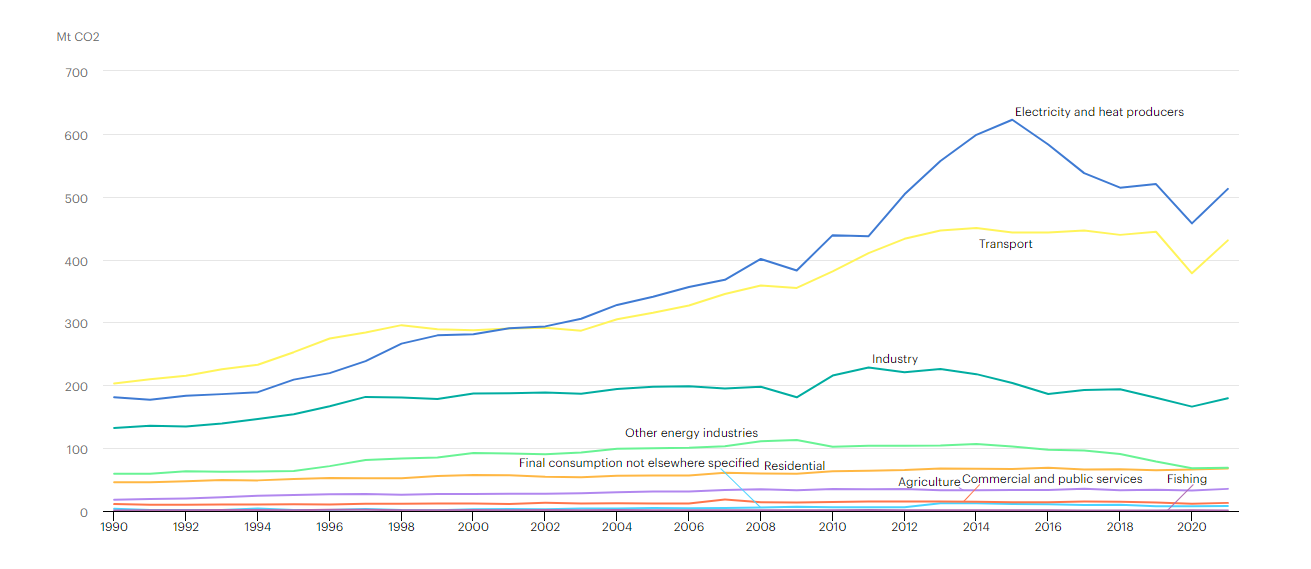 Mt CO2
700
600
500
400
300
200
100
0
Electricity and heat producers
Transport
Industry
Other energy industries
Final consumption not elsewhere specified
Residential
Agriculture
Commercial and public services
Fishing
1990 1992 1994 1996 1998 2000 2002 2004 2006 2008 2010 2012 2014 2016 2018 2020